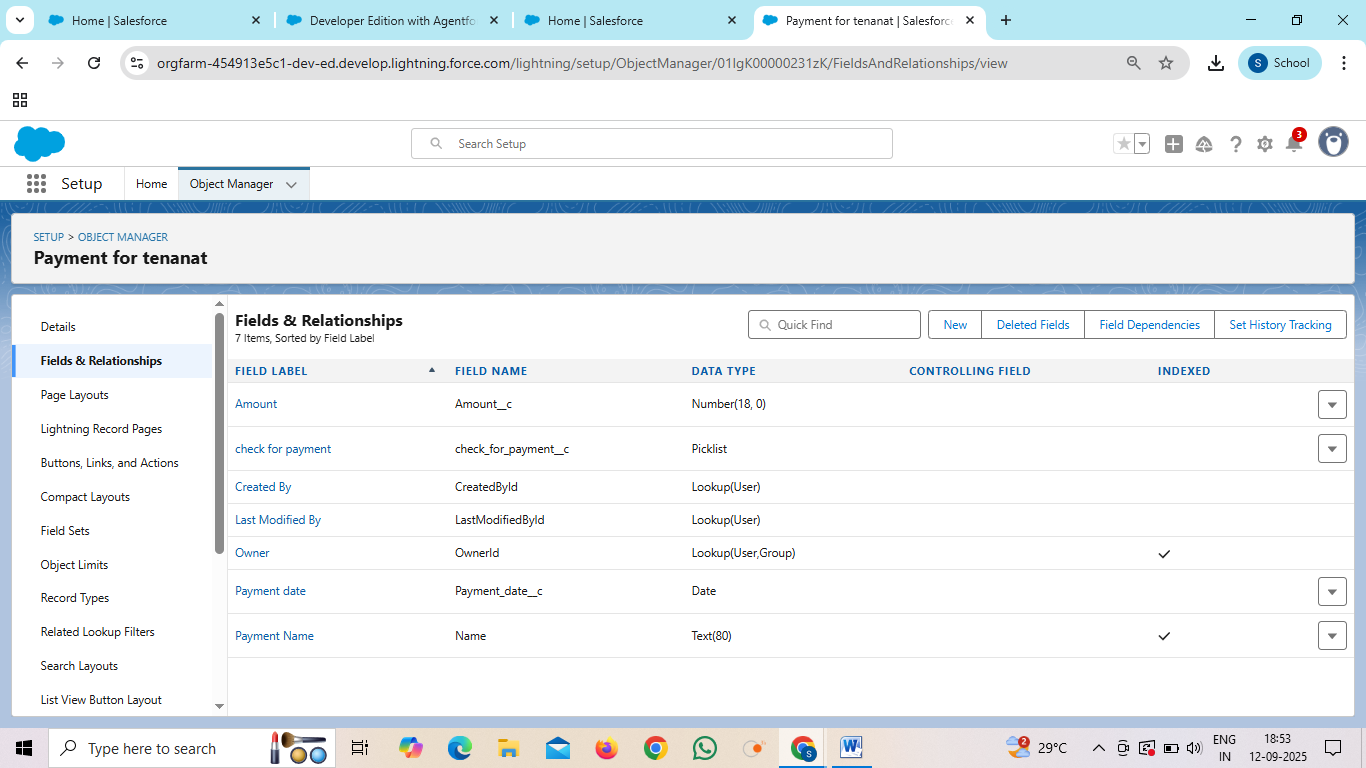 Home | Salesforce
Developer Edition with Agentfo
Home | Salesforce
Payment for tenanat | Salesforc
orgfarm-454913e5c1-dev-ed.develop.lightning.force.com/lightning/setup/ObjectManager/01IgK00000231zK/FieldsAndRelationships/view
S School
Search Setup
3
Setup Home Object Manager
SETUP > OBJECT MANAGER
Payment for tenanat
Details
Fields & Relationships
Page Layouts
Lightning Record Pages
Buttons, Links, and Actions
Compact Layouts
Field Sets
Object Limits
Record Types
Related Lookup Filters
Search Layouts
List View Button Layout
Fields & Relationships
7 Items, Sorted by Field Label
Quick Find
New Deleted Fields Field Dependencies Set History Tracking
FIELD LABEL FIELD NAME DATA TYPE CONTROLLING FIELD INDEXED
Amount Amount__c Number(18, 0)
check for payment check_for_payment__c Picklist
Created By CreatedById Lookup(User)
Last Modified By LastModifiedById Lookup(User)
Owner OwnerId Lookup(User,Group)
Payment date Payment_date__c Date
Payment Name Name Text(80)
Type here to search
S
W
2
29°C
ENG
IN
18:53
12-09-2025